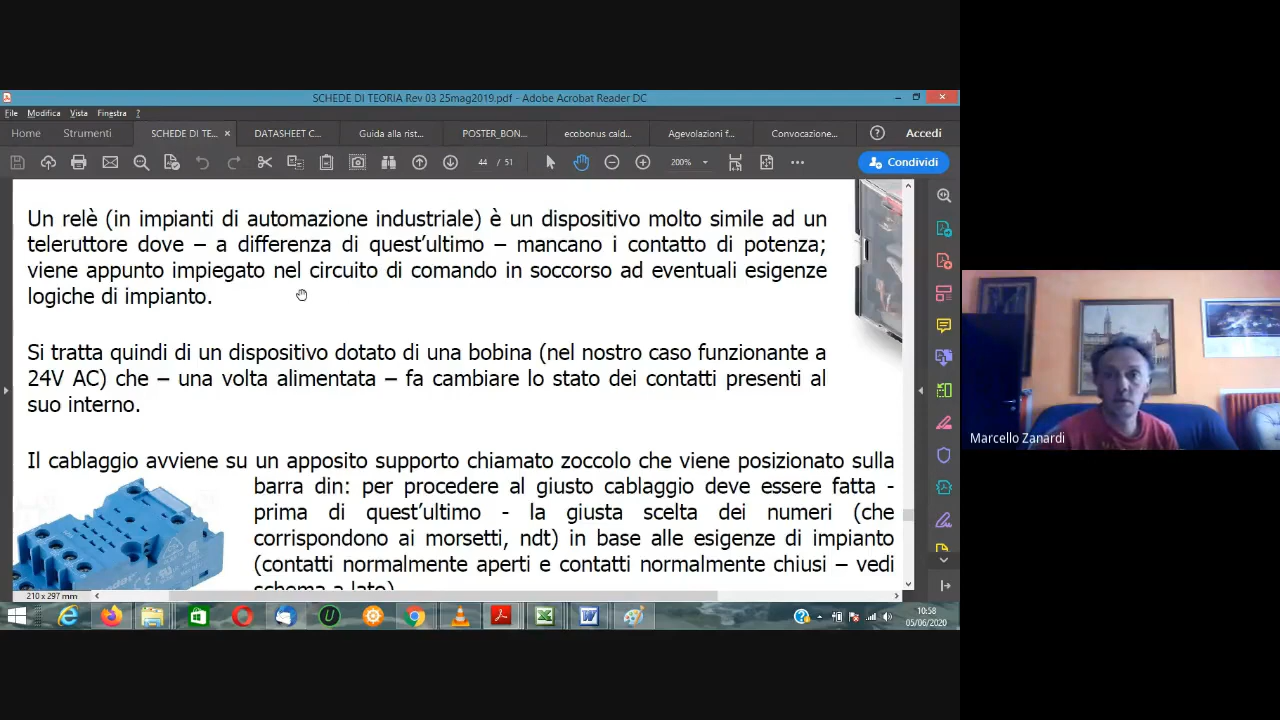 SCHEDE DI TEORIA Rev 03 25mag2019.pdf - Adobe Acrobat Reader DC
File Modifica Vista Finestra ?
Home Strumenti SCHEDE DI TE... × DATASHEET C... Guida alla rist... POSTER_BON... ecobonus cald... Agevolazioni f... Convocazione... Accedi
44 / 51 200% Condividi
Un relè (in impianti di automazione industriale) è un dispositivo molto simile ad un
teleruttore dove – a differenza di quest'ultimo – mancano i contatto di potenza;
viene appunto impiegato nel circuito di comando in soccorso ad eventuali esigenze
logiche di impianto.
Si tratta quindi di un dispositivo dotato di una bobina (nel nostro caso funzionante a
24V AC) che – una volta alimentata – fa cambiare lo stato dei contatti presenti al
suo interno.
Il cablaggio avviene su un apposito supporto chiamato zoccolo che viene posizionato sulla
barra din: per procedere al giusto cablaggio deve essere fatta -
prima di quest'ultimo - la giusta scelta dei numeri (che
corrispondono ai morsetti, ndt) in base alle esigenze di impianto
(contatti normalmente aperti e contatti normalmente chiusi – vedi
schema a lato)
210 x 297 mm
10:58
05/06/2020
Marcello Zanardi